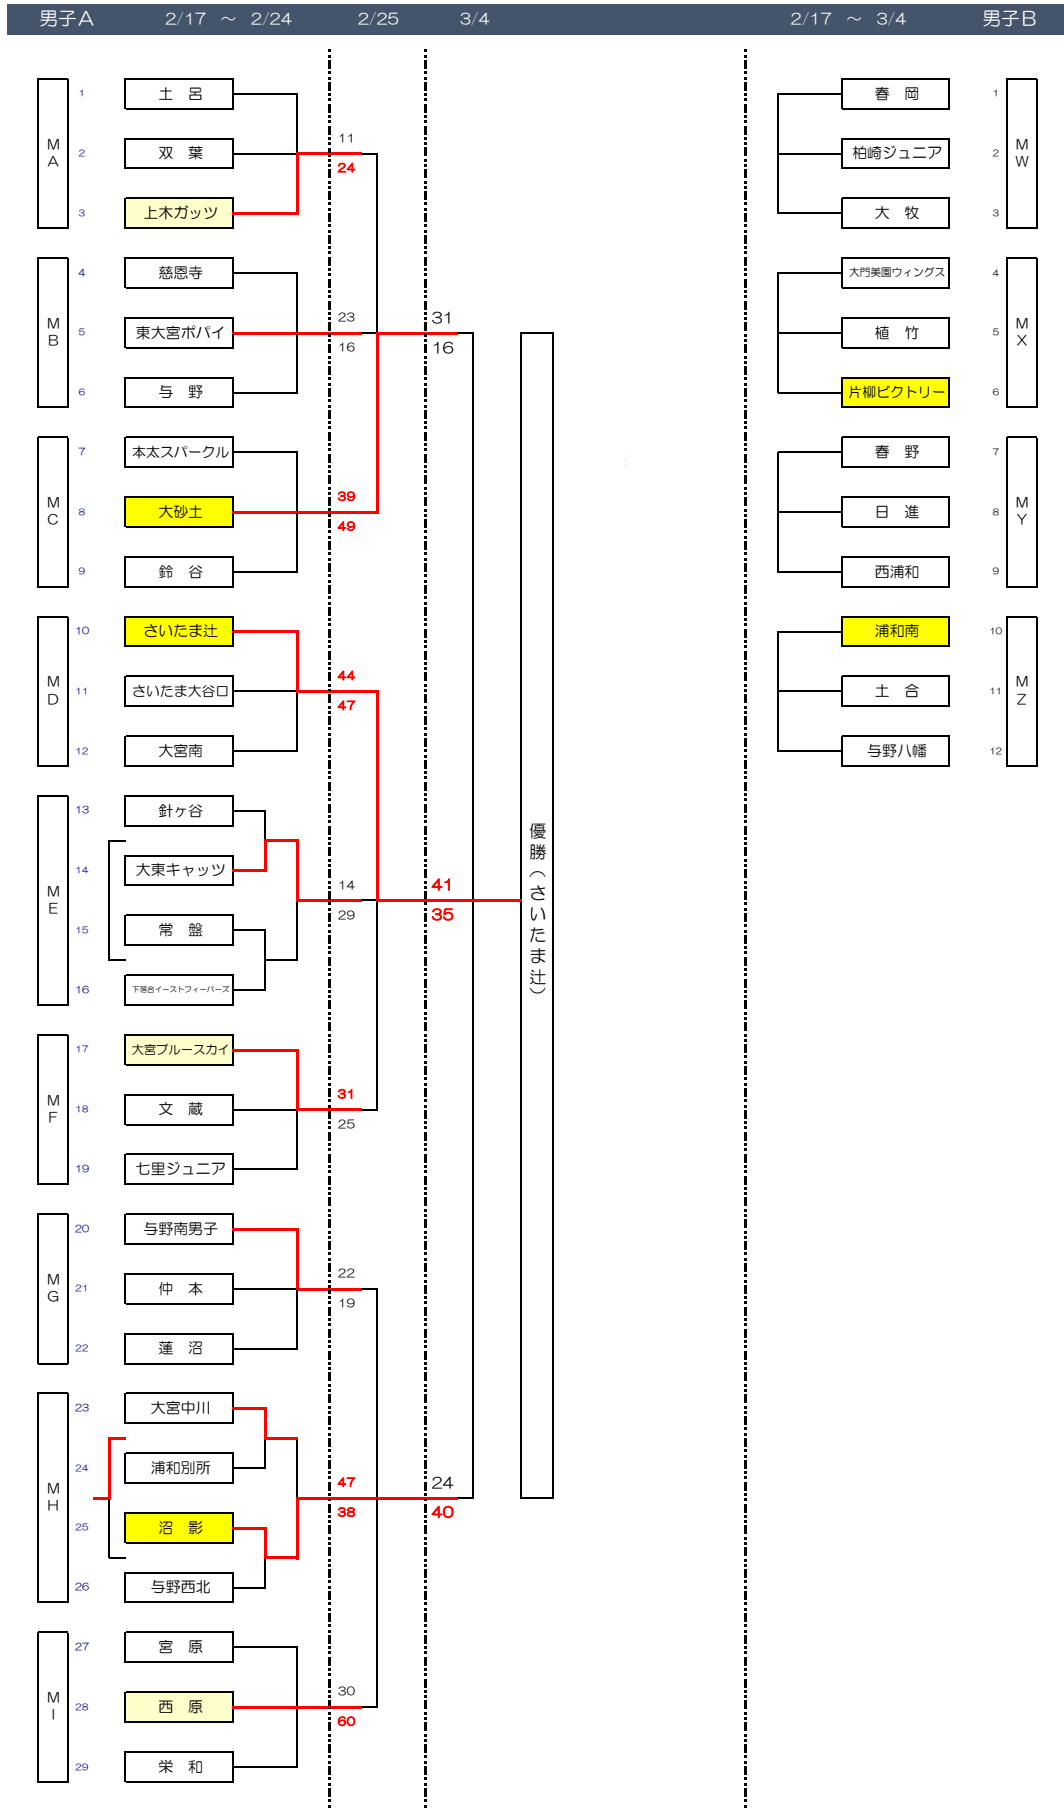 男子A 2/17 ～ 2/24 2/25 3/4 2/17 ～ 3/4 男子B
MA
1 土 呂
2 双 葉
3 上木ガッツ
11
24
MB
4 慈恩寺
5 東大宮ポパイ
6 与 野
23
16
31
16
MC
7 本太スパークル
8 大砂土
9 鈴 谷
39
49
MD
10 さいたま辻
11 さいたま大谷口
12 大宮南
44
47
ME
13 針ヶ谷
14 大東キャッツ
15 常 盤
16 下落合イーストフィーバーズ
14
29
41
35
優勝（さいたま辻）
MF
17 大宮ブルースカイ
18 文 蔵
19 七里ジュニア
31
25
MG
20 与野南男子
21 仲 本
22 蓮 沼
22
19
MH
23 大宮中川
24 浦和別所
25 沼 影
26 与野西北
47
38
24
40
MI
27 宮 原
28 西 原
29 栄 和
30
60
春 岡 1
柏崎ジュニア 2
大 牧 3
MW
大門美園ウィングス 4
植 竹 5
片柳ビクトリー 6
MX
春 野 7
日 進 8
西浦和 9
MY
浦和南 10
土 合 11
与野八幡 12
MZ